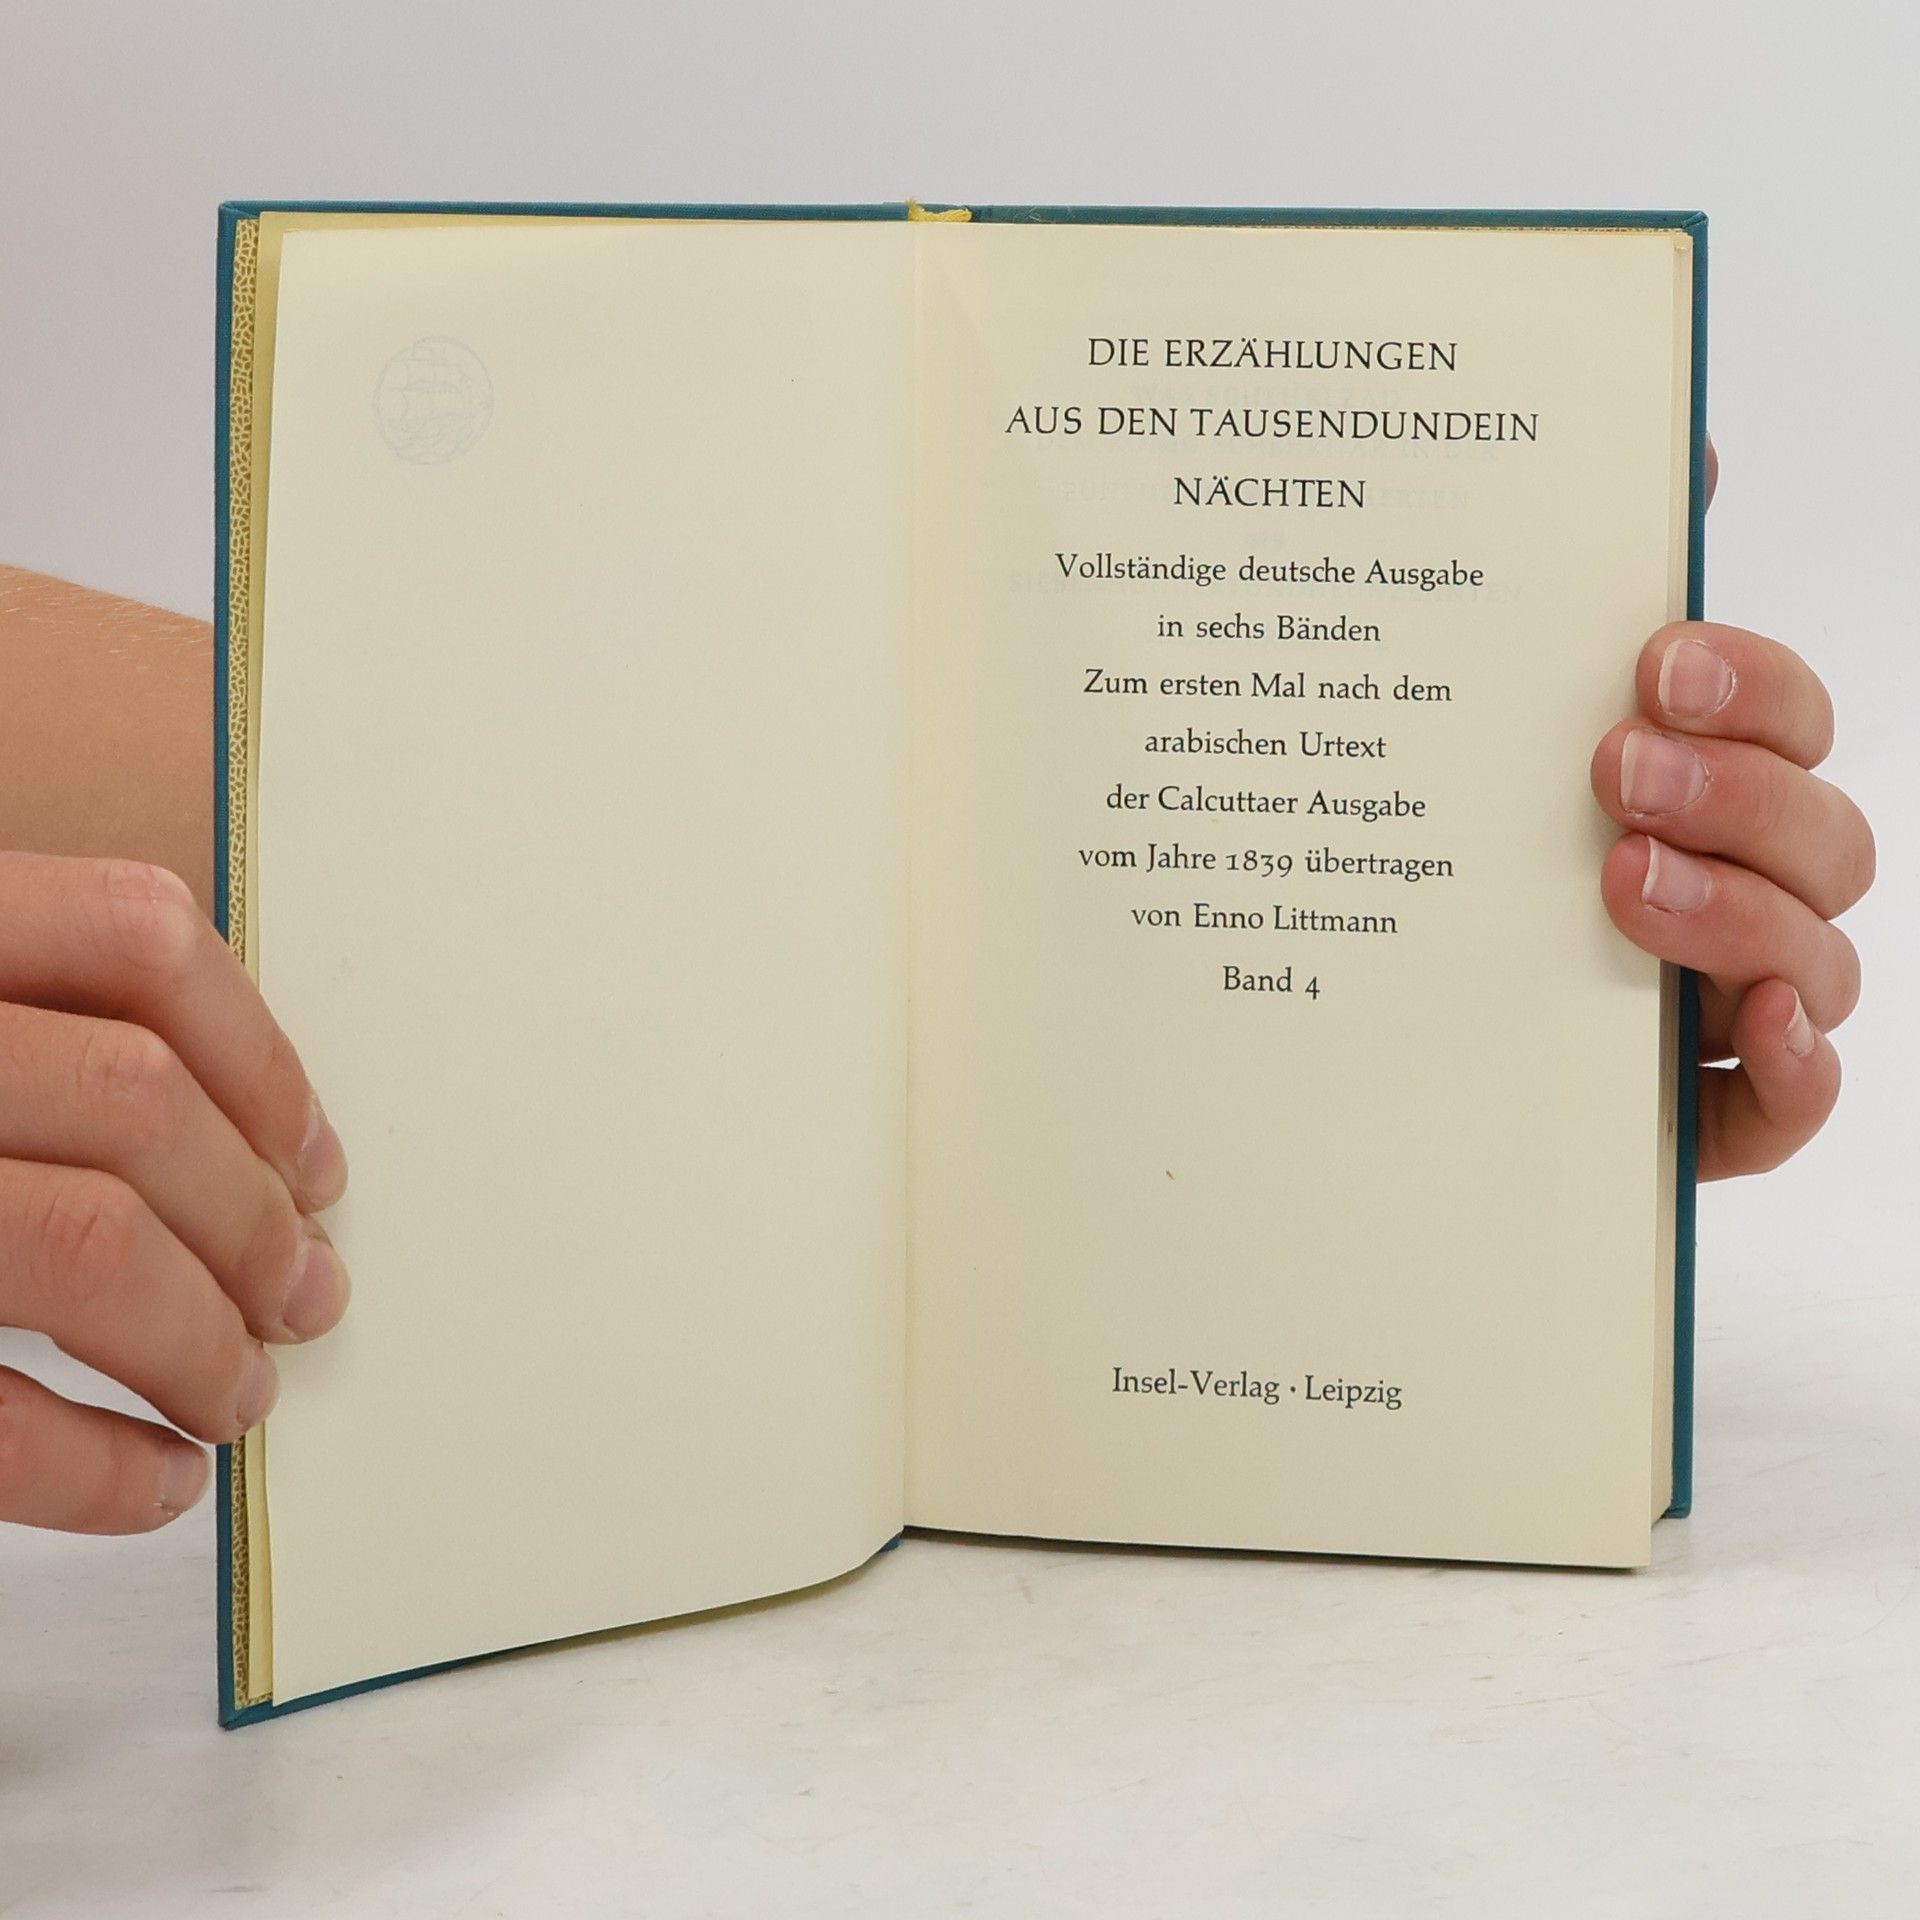 DIE ERZÄHLUNGEN
AUS DEN TAUSENDUNDEIN
NÄCHTEN
Vollständige deutsche Ausgabe
in sechs Bänden
Zum ersten Mal nach dem
arabischen Urtext
der Calcuttaer Ausgabe
vom Jahre 1839 übertragen
von Enno Littmann
Band 4
Insel-Verlag · Leipzig